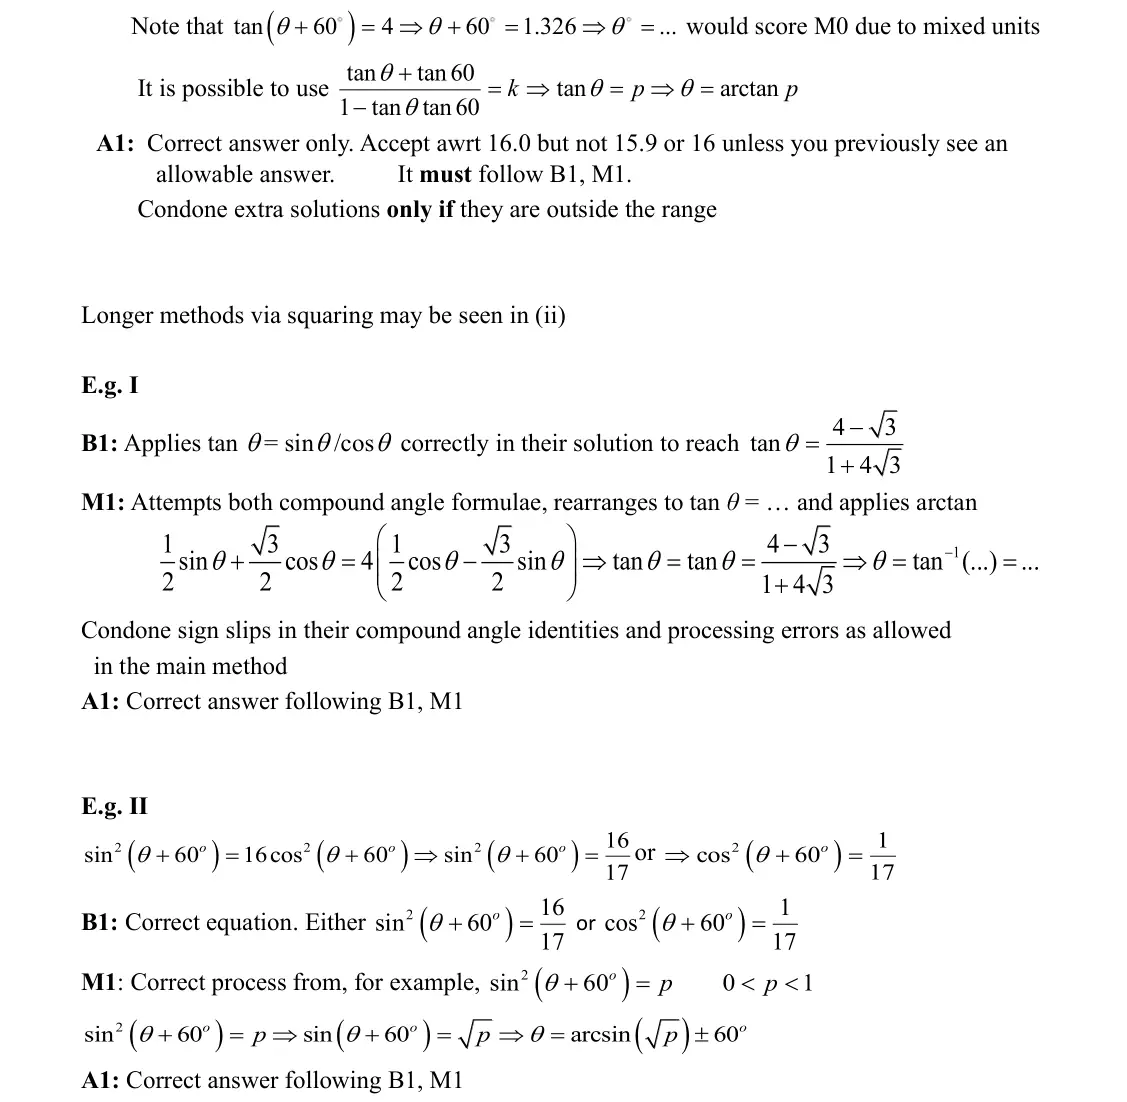 Note that tan(θ + 60°) = 4 ⇒ θ + 60° = 1.326 ⇒ θ° = ... would score M0 due to mixed units
It is possible to use (tan θ + tan 60)/(1 − tan θ tan 60) = k ⇒ tan θ = p ⇒ θ = arctan p
A1: Correct answer only. Accept awrt 16.0 but not 15.9 or 16 unless you previously see an
allowable answer. It must follow B1, M1.
Condone extra solutions only if they are outside the range
Longer methods via squaring may be seen in (ii)
E.g. I
B1: Applies tan θ = sin θ/cos θ correctly in their solution to reach tan θ = (4 − √3)/(1 + 4√3)
M1: Attempts both compound angle formulae, rearranges to tan θ = … and applies arctan
1/2 sin θ + √3/2 cos θ = 4(1/2 cos θ − √3/2 sin θ) ⇒ tan θ = tan θ = (4 − √3)/(1 + 4√3) ⇒ θ = tan⁻¹(...) = ...
Condone sign slips in their compound angle identities and processing errors as allowed
in the main method
A1: Correct answer following B1, M1
E.g. II
sin²(θ + 60°) = 16cos²(θ + 60°) ⇒ sin²(θ + 60°) = 16/17 or ⇒ cos²(θ + 60°) = 1/17
B1: Correct equation. Either sin²(θ + 60°) = 16/17 or cos²(θ + 60°) = 1/17
M1: Correct process from, for example, sin²(θ + 60°) = p 0 < p < 1
sin²(θ + 60°) = p ⇒ sin(θ + 60°) = √p ⇒ θ = arcsin(√p) ± 60°
A1: Correct answer following B1, M1